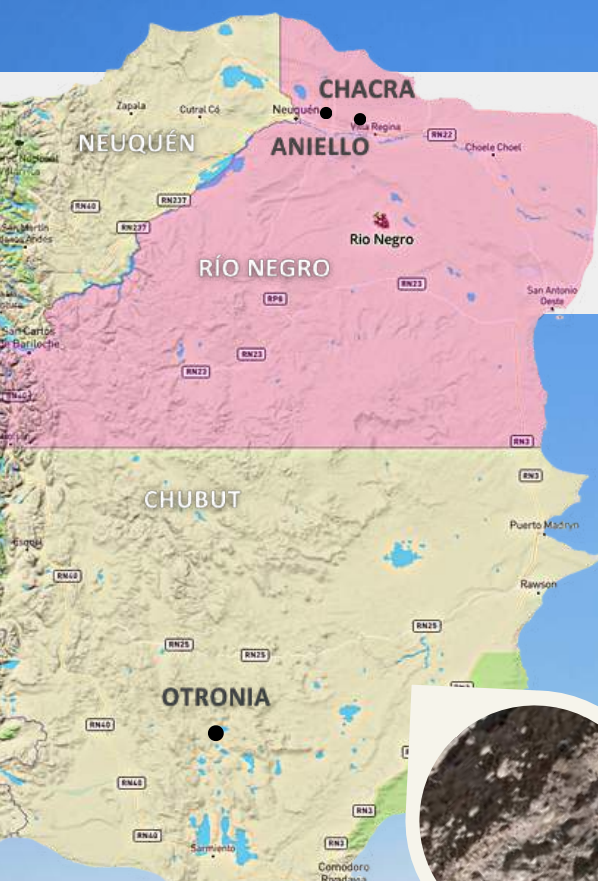 CHACRA
Zapala
Cutral Có
Neuquén
Villa Regina
RN22
NEUQUÉN
ANIELLO
Choele Choel
RN40
RN237
RN237
Rio Negro
RÍO NEGRO
RN23
RP6
San Antonio
Oeste
San Carlos
de Bariloche
RN23
RN23
RN40
RN3
RN3
CHUBUT
Puerto Madryn
Esquel
RN40
Rawson
RN25
RN25
RN25
OTRONIA
RN40
RN40
RN3
RN40
RN3
Sarmiento
Comodoro
Rivadavia